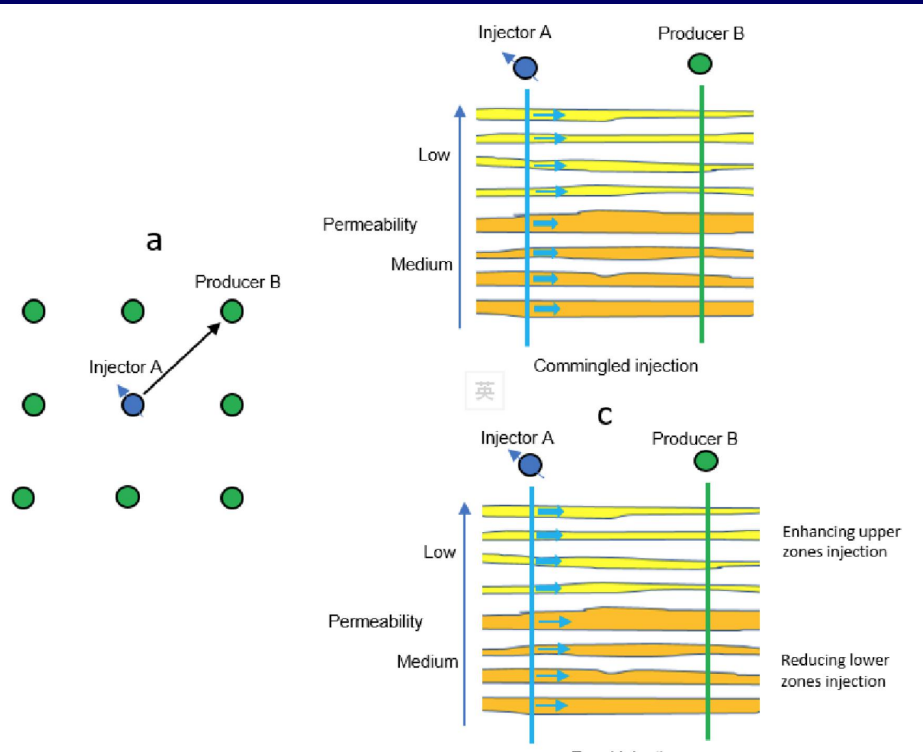 Injector A
Producer B
Low
Permeability
Medium
Commingled injection
a
Producer B
Injector A
英
c
Injector A
Producer B
Low
Permeability
Medium
Enhancing upper
zones injection
Reducing lower
zones injection